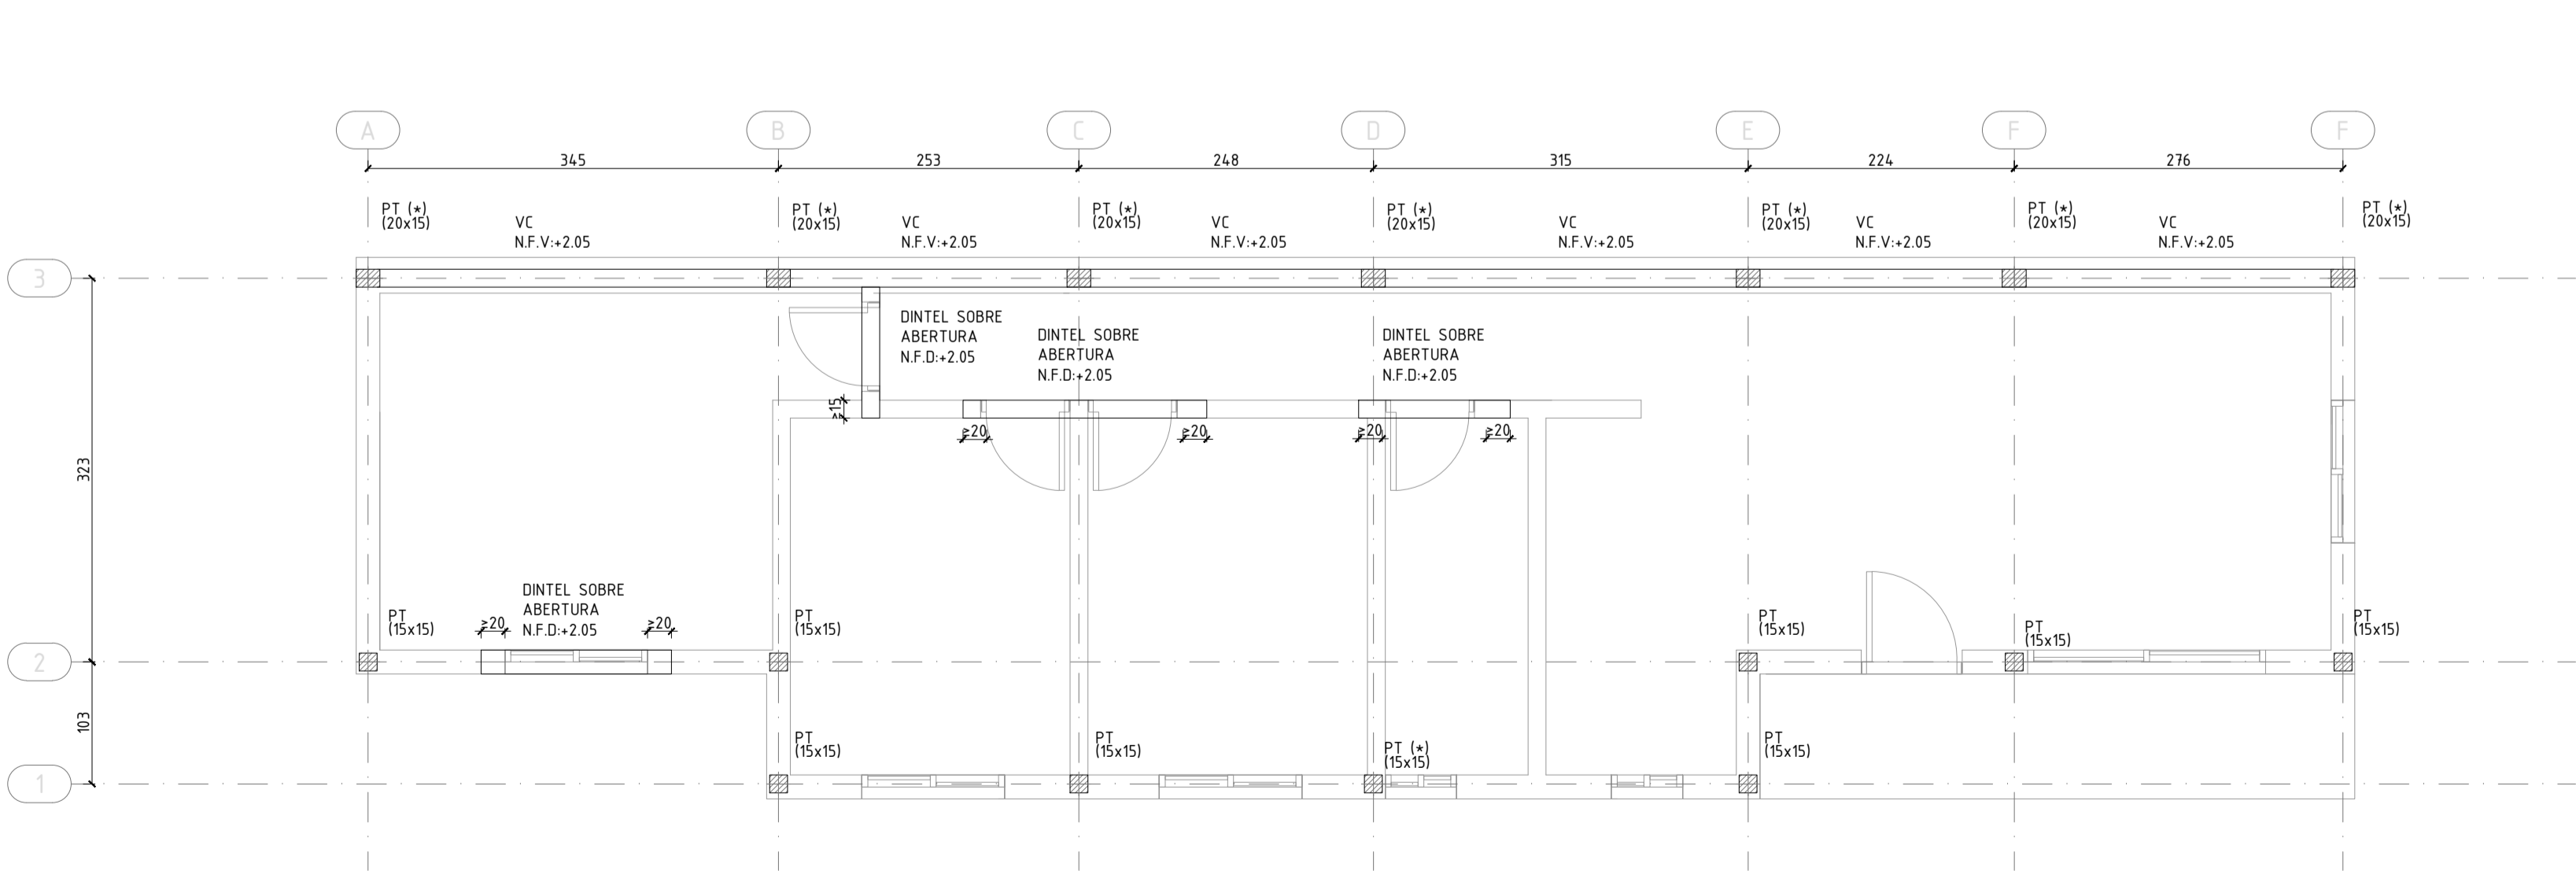 A
B
C
D
E
F
F
345
253
248
315
224
276
PT (*)
(20x15)
VC
N.F.V:+2.05
PT (*)
(20x15)
VC
N.F.V:+2.05
PT (*)
(20x15)
VC
N.F.V:+2.05
PT (*)
(20x15)
VC
N.F.V:+2.05
PT (*)
(20x15)
VC
N.F.V:+2.05
PT (*)
(20x15)
VC
N.F.V:+2.05
PT (*)
(20x15)
3
DINTEL SOBRE
ABERTURA
N.F.D:+2.05
DINTEL SOBRE
ABERTURA
N.F.D:+2.05
DINTEL SOBRE
ABERTURA
N.F.D:+2.05
≥15
≥20
≥20
≥20
≥20
323
PT
(15x15)
≥20
DINTEL SOBRE
ABERTURA
N.F.D:+2.05
≥20
PT
(15x15)
PT
(15x15)
PT
(15x15)
PT
(15x15)
2
103
PT
(15x15)
PT
(15x15)
PT (*)
(15x15)
PT
(15x15)
1